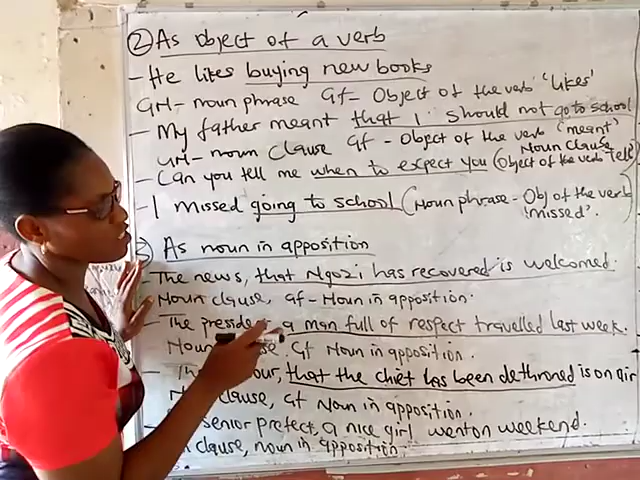 ② As object of a verb
- He likes buying new books
GN- noun phrase Gf- Object of the verb 'likes'
- My father meant that I should not go to school
GN- noun clause Gf - Object of the verb 'meant'
- Can you tell me when to expect you (Noun clause Object of the verb tell)
- I missed going to school (Noun phrase - Obj of the verb 'missed'.
As noun in apposition
- The news, that Ngozi has recovered is welcomed.
Noun clause, Gf- Noun in apposition.
- The president a man full of respect travelled last week.
Gf Noun in apposition.
that the chief has been dethroned is on air
clause, Gf Noun in apposition.
senior prefect, a nice girl went on weekend.
clause, noun in apposition.